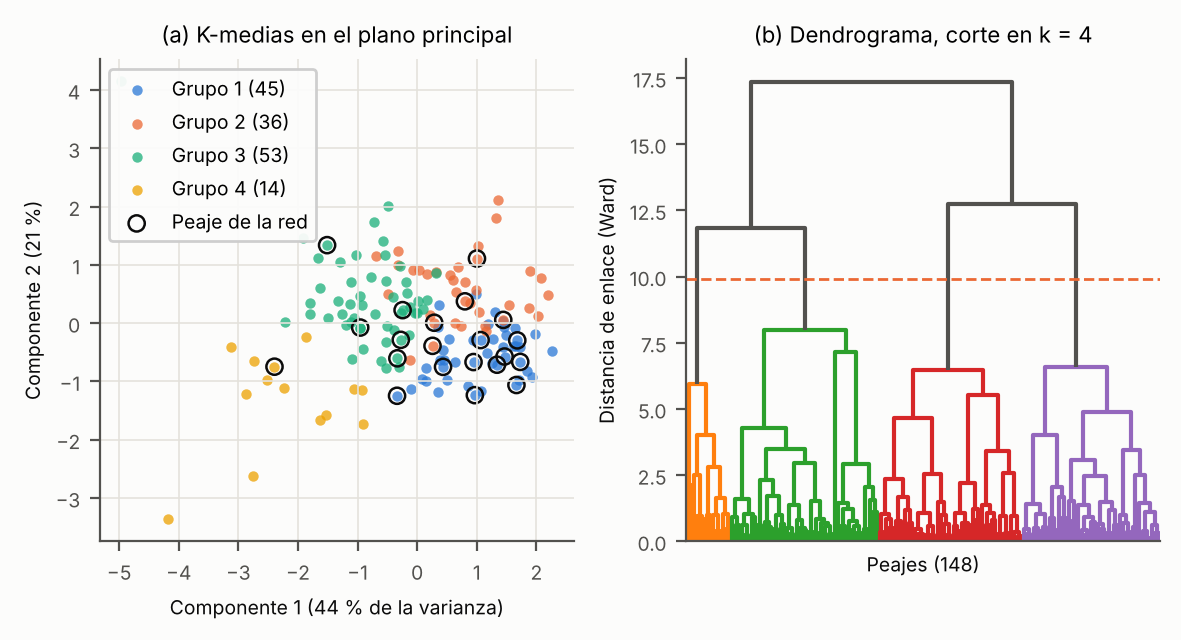 (a) K-medias en el plano principal
Grupo 1 (45)
Grupo 2 (36)
Grupo 3 (53)
Grupo 4 (14)
Peaje de la red
4
3
2
1
0
−1
−2
−3
Componente 2 (21 %)
−5 −4 −3 −2 −1 0 1 2
Componente 1 (44 % de la varianza)
(b) Dendrograma, corte en k = 4
17.5
15.0
12.5
10.0
7.5
5.0
2.5
0.0
Distancia de enlace (Ward)
Peajes (148)